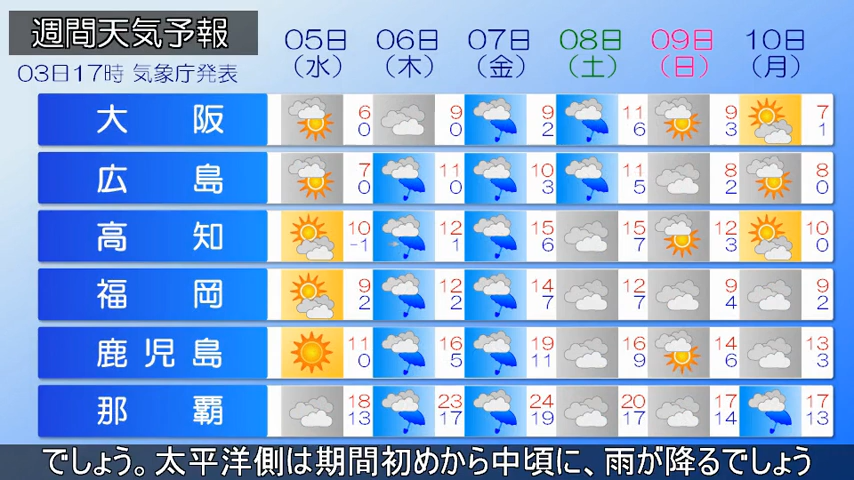 週間天気予報
03日17時 気象庁発表
05日 06日 07日 08日 09日 10日
(水) (木) (金) (土) (日) (月)
大阪 6 0 9 0 9 2 11 6 9 3 7 1
広島 7 0 11 0 10 3 11 5 8 2 8 0
高知 10 -1 12 1 15 6 15 7 12 3 10 0
福岡 9 2 12 2 14 7 12 7 9 4 9 2
鹿児島 11 0 16 5 19 11 16 9 14 6 13 3
那覇 18 13 23 17 24 19 20 17 17 14 17 13
でしょう。太平洋側は期間初めから中頃に、雨が降るでしょう